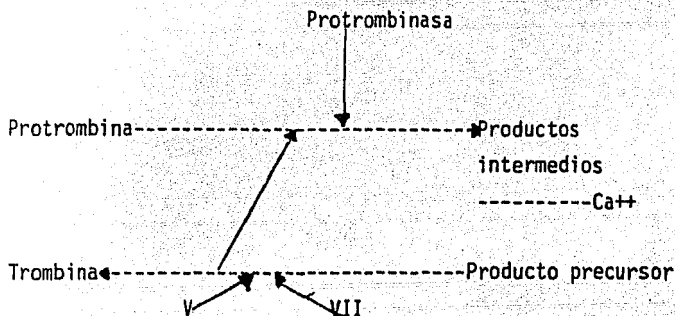 Protrombinasa
Protrombina Productos
intermedios
Ca++
Trombina Producto precursor
V VII